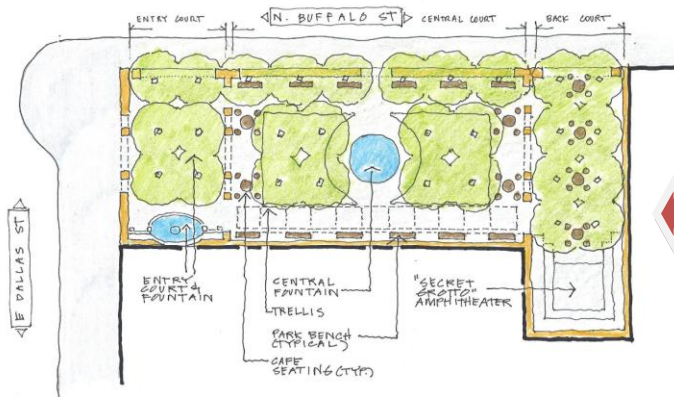 ENTRY COURT
N. BUFFALO ST
CENTRAL COURT
BACK COURT
E DALLAS ST
ENTRY
COURT &
FOUNTAIN
CENTRAL
FOUNTAIN
TRELLIS
PARK BENCH
(TYPICAL)
CAFE
SEATING (TYP.)
"SECRET
GROTTO"
AMPHITHEATER